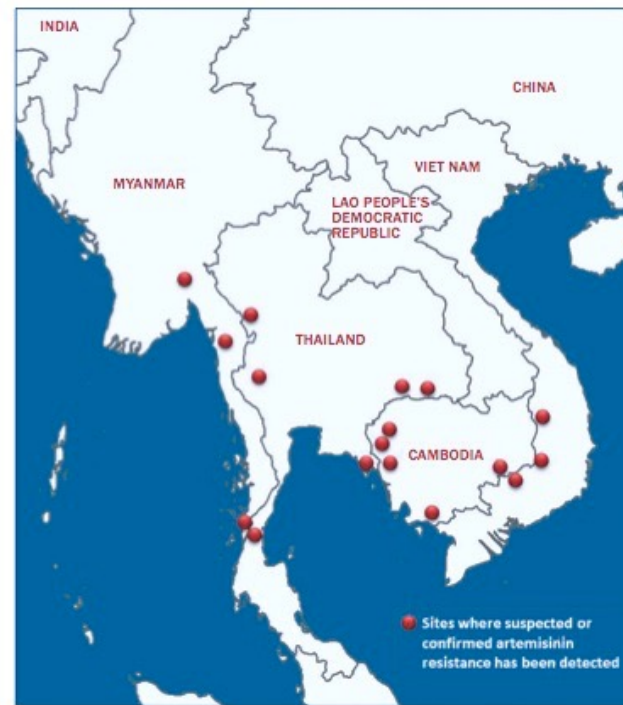 INDIA
CHINA
VIET NAM
MYANMAR
LAO PEOPLE'S
DEMOCRATIC
REPUBLIC
THAILAND
CAMBODIA
Sites where suspected or
confirmed artemisinin
resistance has been detected